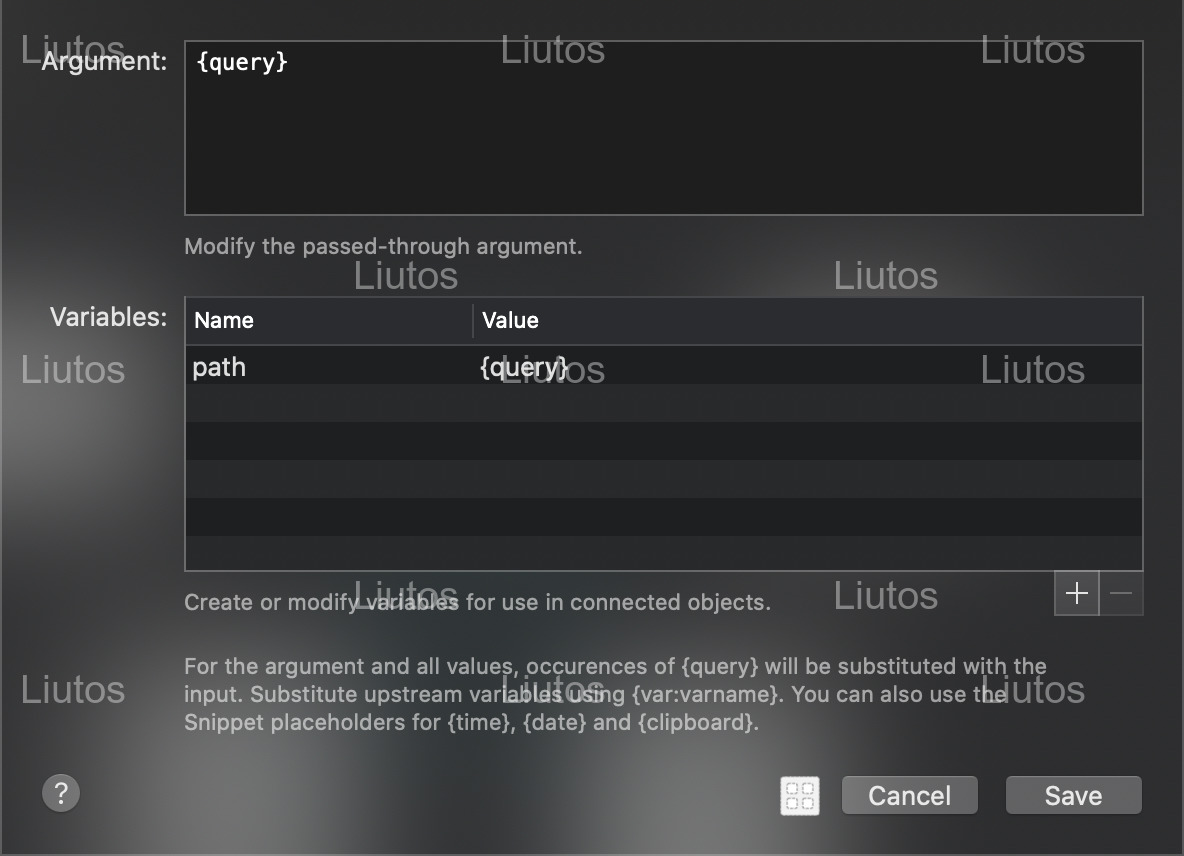 Liutos Liutos Liutos
Argument: {query}
Modify the passed-through argument.
Liutos Liutos
Variables: Name Value
path {query}
Liutos Liutos Liutos
Liutos Liutos
Create or modify variables for use in connected objects.
For the argument and all values, occurences of {query} will be substituted with the
Liutos Liutos Liutos
input. Substitute upstream variables using {var:varname}. You can also use the
Snippet placeholders for {time}, {date} and {clipboard}.
? Cancel Save